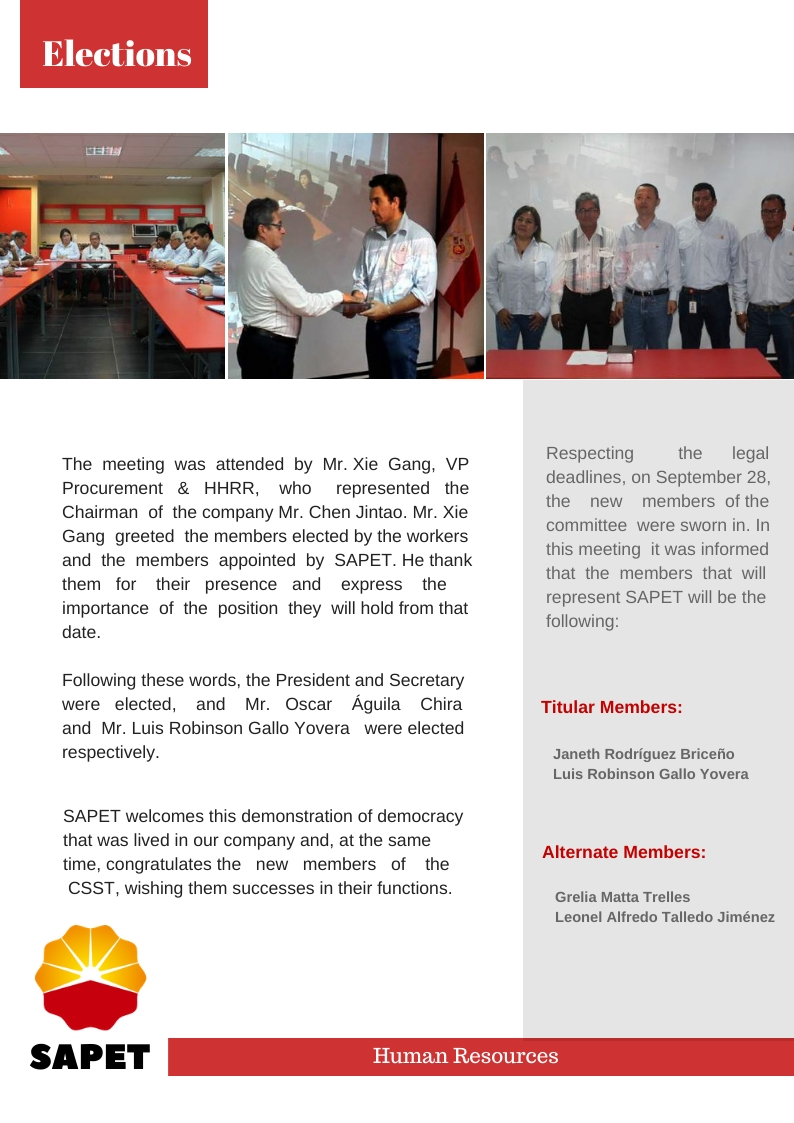 Elections
The meeting was attended by Mr. Xie Gang, VP
Procurement & HHRR, who represented the
Chairman of the company Mr. Chen Jintao. Mr. Xie
Gang greeted the members elected by the workers
and the members appointed by SAPET. He thank
them for their presence and express the
importance of the position they will hold from that
date.
Following these words, the President and Secretary
were elected, and Mr. Oscar Águila Chira
and Mr. Luis Robinson Gallo Yovera were elected
respectively.
SAPET welcomes this demonstration of democracy
that was lived in our company and, at the same
time, congratulates the new members of the
CSST, wishing them successes in their functions.
Respecting the legal
deadlines, on September 28,
the new members of the
committee were sworn in. In
this meeting it was informed
that the members that will
represent SAPET will be the
following:
Titular Members:
Janeth Rodríguez Briceño
Luis Robinson Gallo Yovera
Alternate Members:
Grelia Matta Trelles
Leonel Alfredo Talledo Jiménez
SAPET
Human Resources